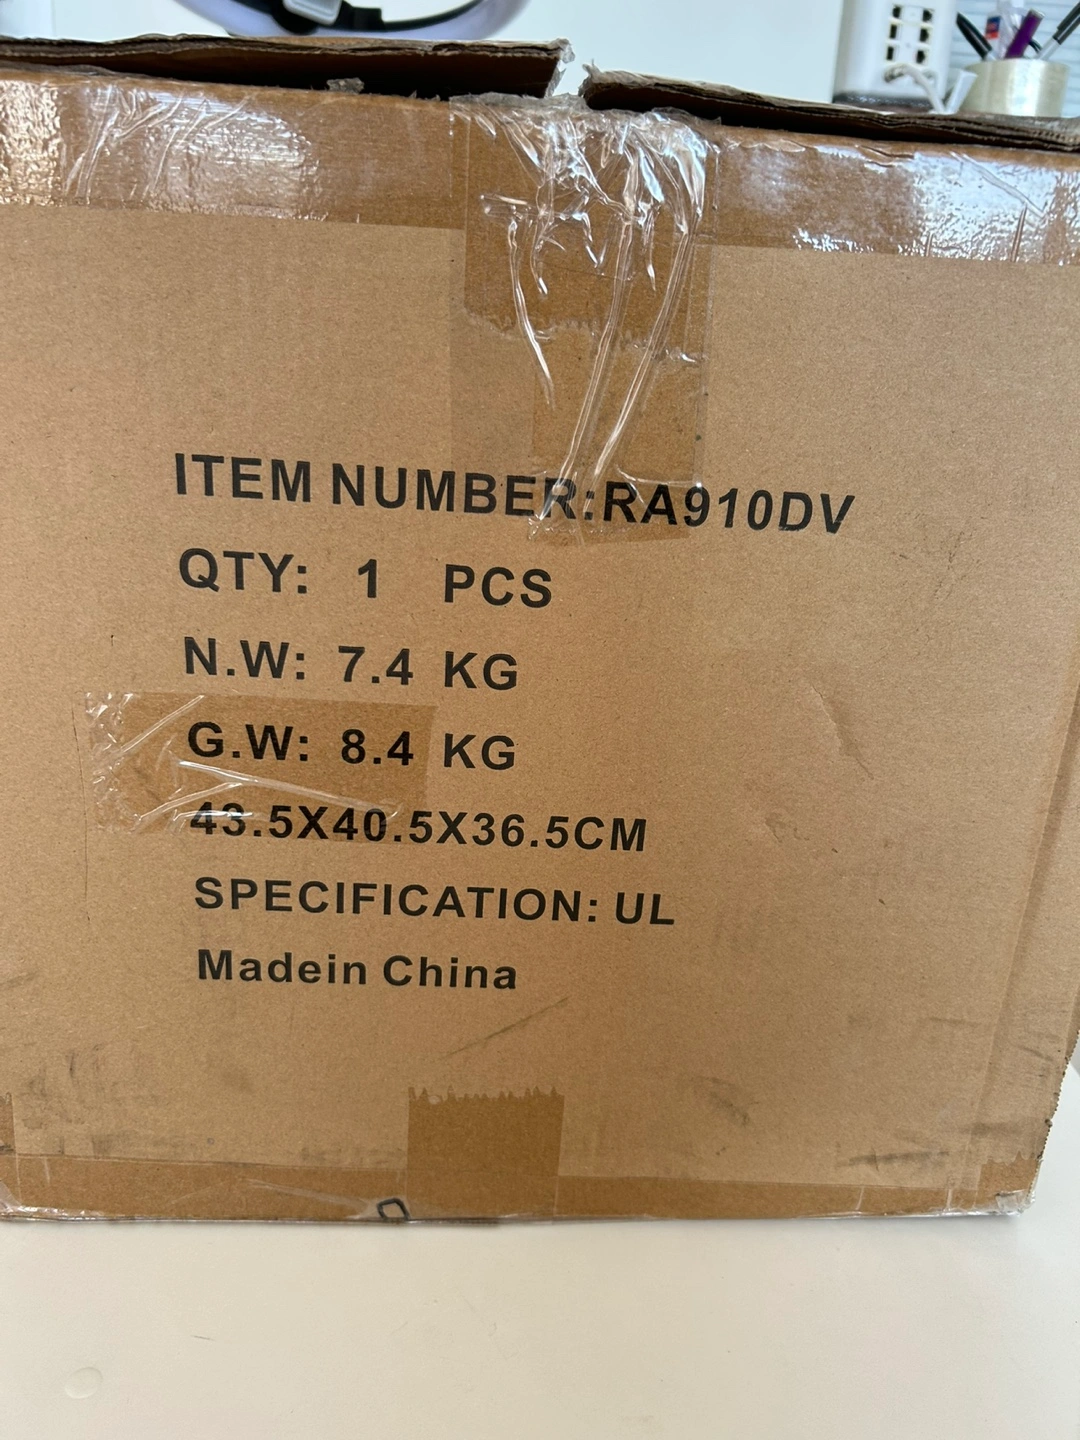 ITEM NUMBER:RA910DV
QTY: 1 PCS
N.W: 7.4 KG
G.W: 8.4 KG
43.5X40.5X36.5CM
SPECIFICATION: UL
Madein China